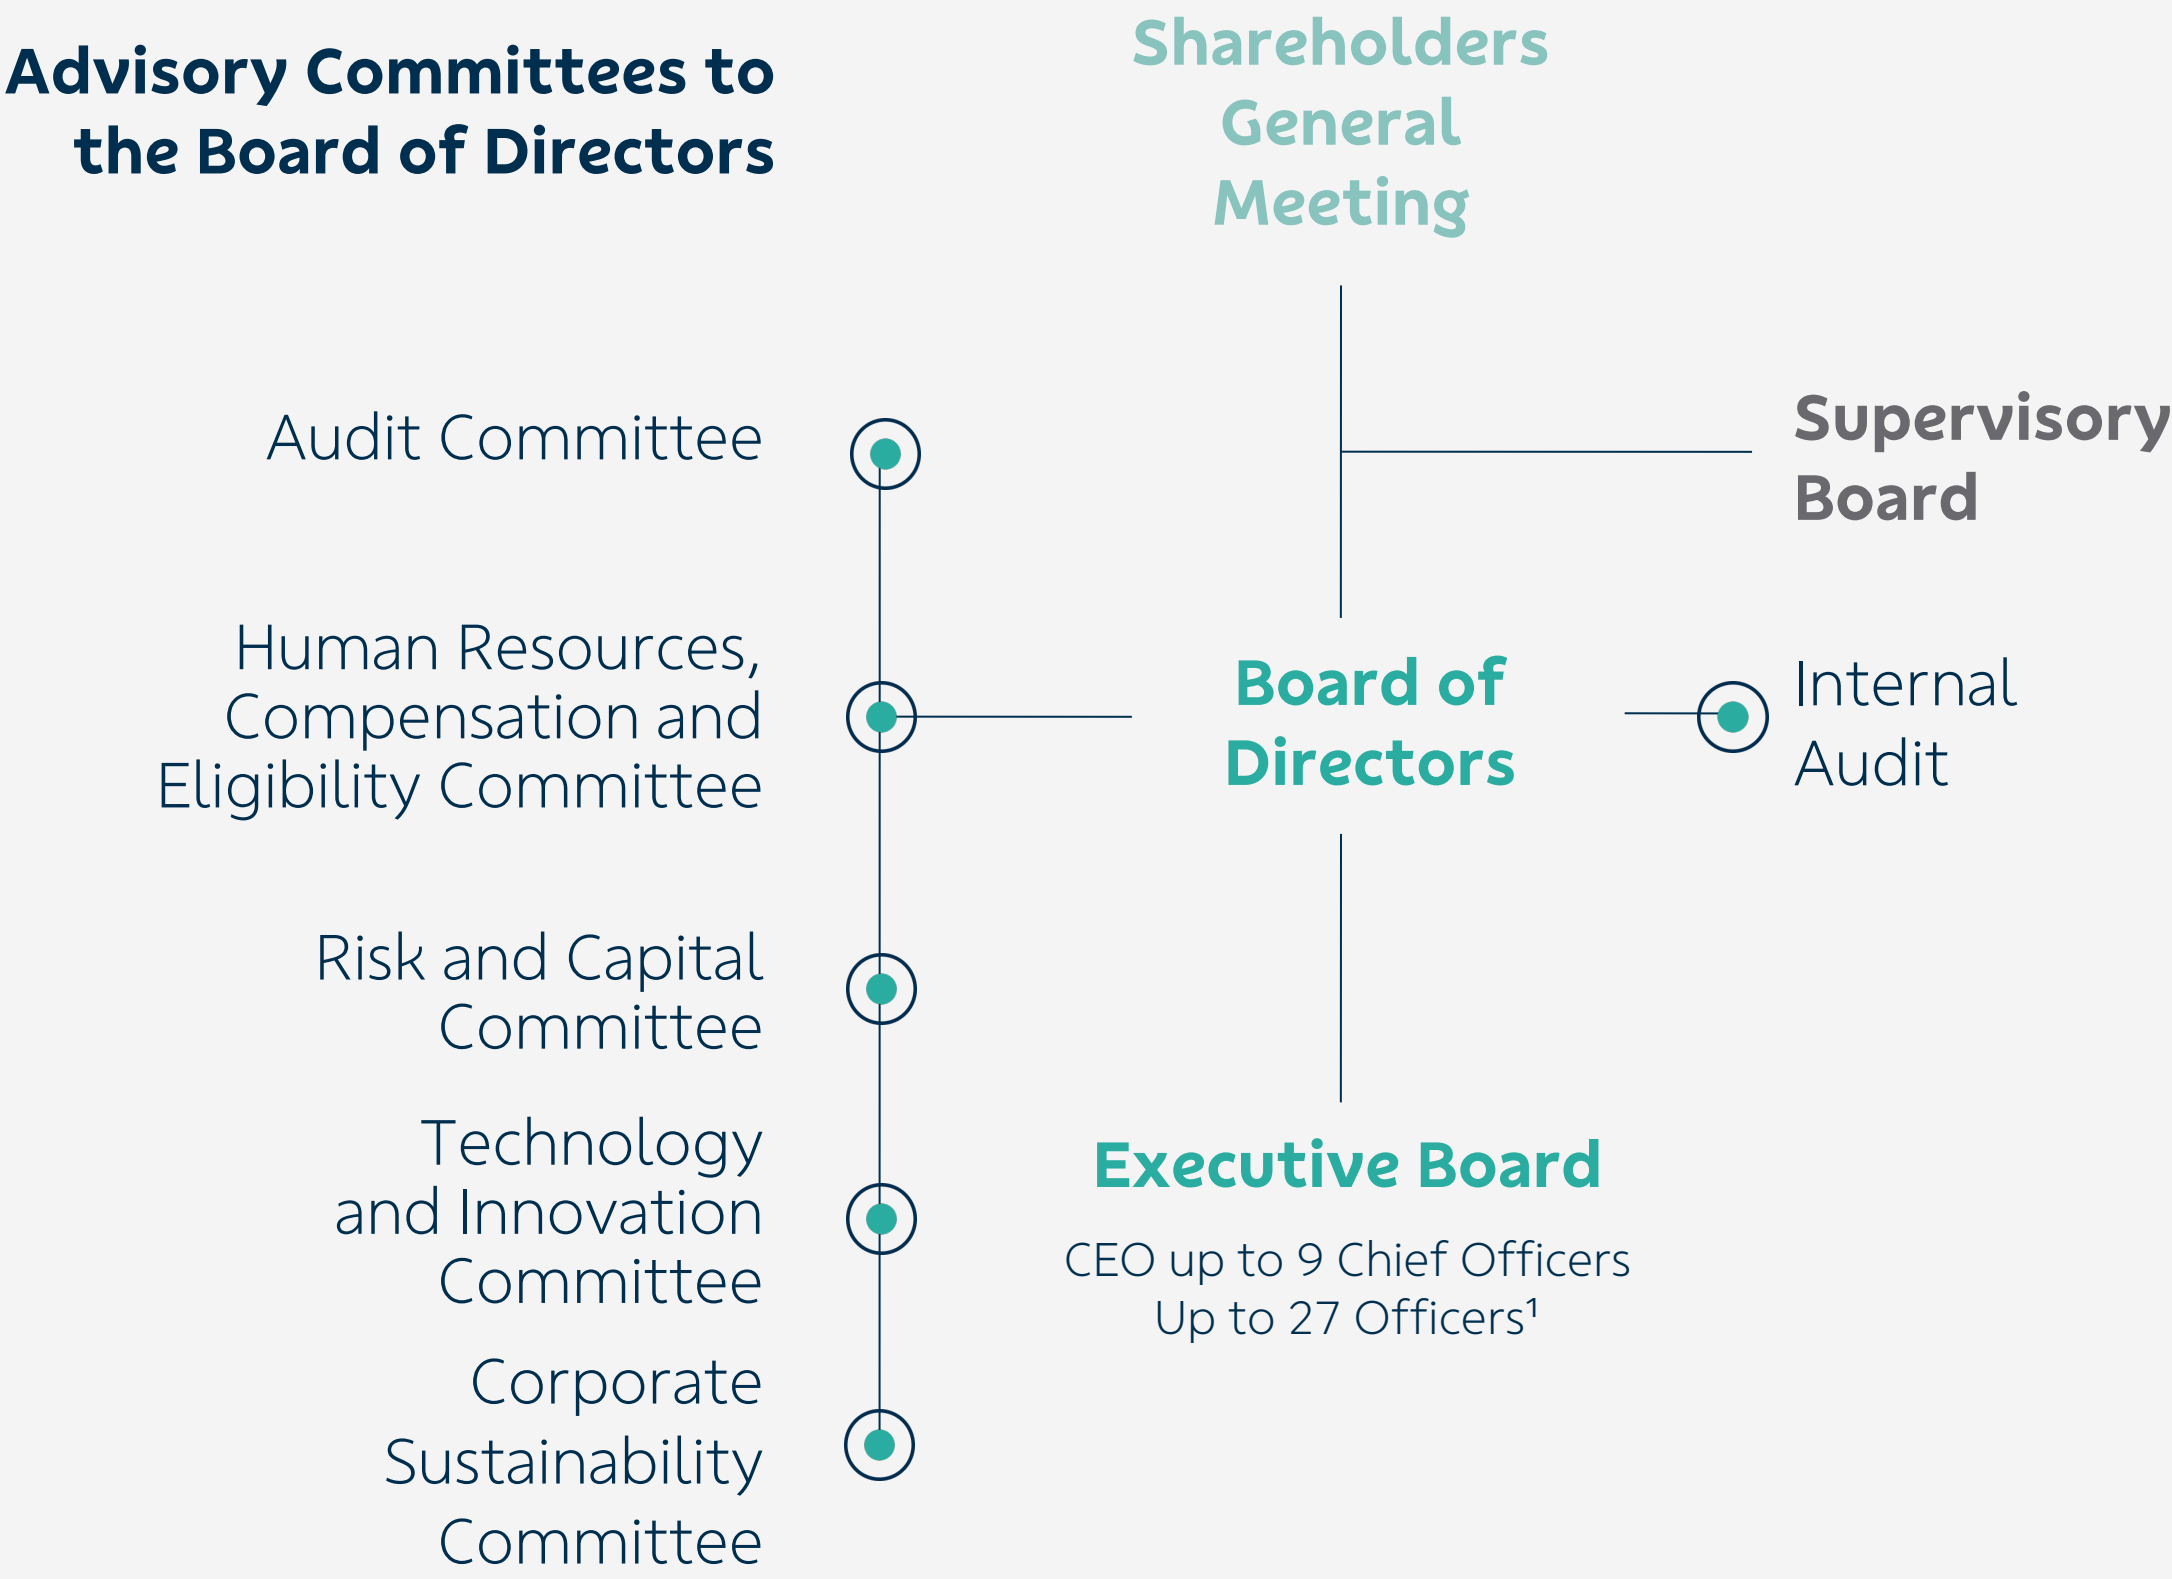 Advisory Committees to
the Board of Directors
Shareholders
General
Meeting
Supervisory
Board
Audit Committee
Human Resources,
Compensation and
Eligibility Committee
Board of
Directors
Internal
Audit
Risk and Capital
Committee
Technology
and Innovation
Committee
Executive Board
CEO up to 9 Chief Officers
Up to 27 Officers¹
Corporate
Sustainability
Committee